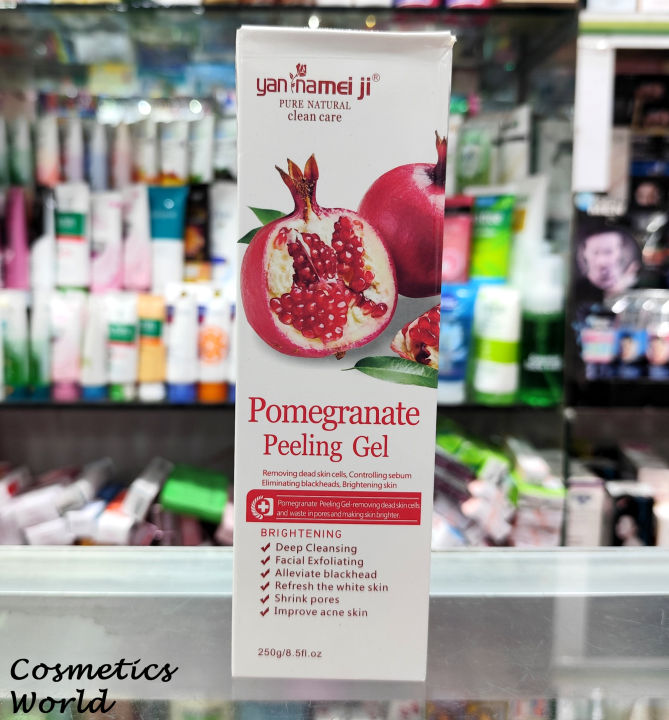 yan namei ji®
PURE NATURAL
clean care
Pomegranate
Peeling Gel
Removing dead skin cells, Controlling sebum
Eliminating blackheads, Brightening skin
Pomegranate Peeling Gel-removing dead skin cells
and waste in pores and making skin brighter.
BRIGHTENING
✓ Deep Cleansing
✓ Facial Exfoliating
✓ Alleviate blackhead
✓ Refresh the white skin
✓ Shrink pores
✓ Improve acne skin
250g/8.5fl.oz
Cosmetics
World